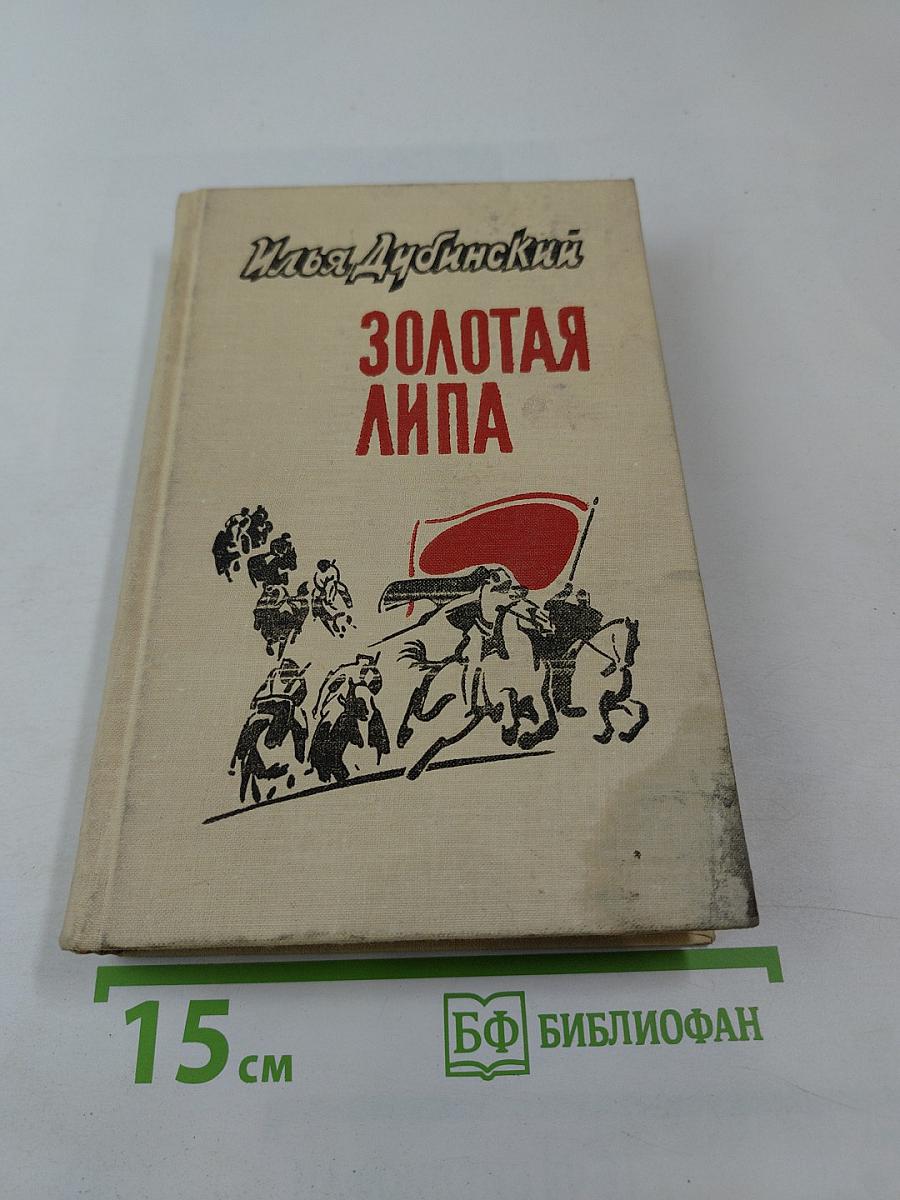 Илья Дубинский
ЗОЛОТАЯ
ЛИПА
15 см
БФ БИБЛИОФАН